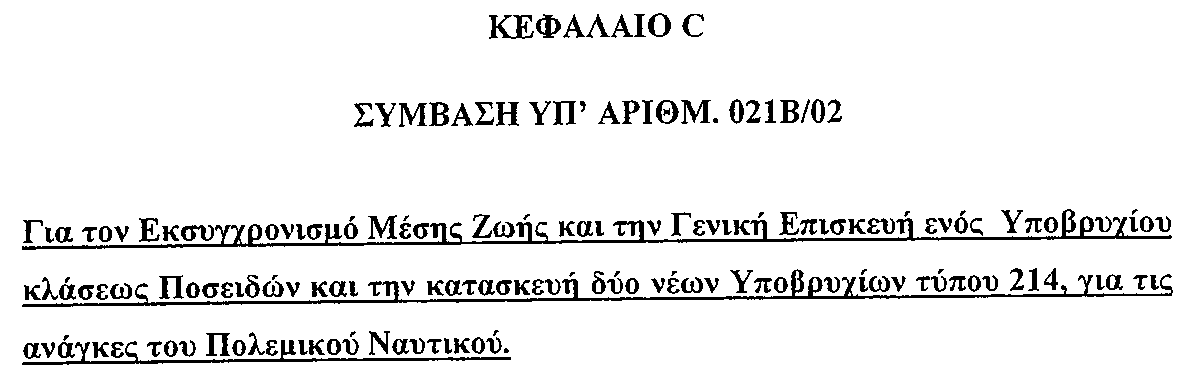 ΚΕΦΑΛΑΙΟ C
ΣΥΜΒΑΣΗ ΥΠ’ ΑΡΙΘΜ. 021Β/02
Για τον Εκσυγχρονισμό Μέσης Ζωής και την Γενική Επισκευή ενός Υποβρυχίου
κλάσεως Ποσειδών και την κατασκευή δύο νέων Υποβρυχίων τύπου 214, για τις
ανάγκες του Πολεμικού Ναυτικού.